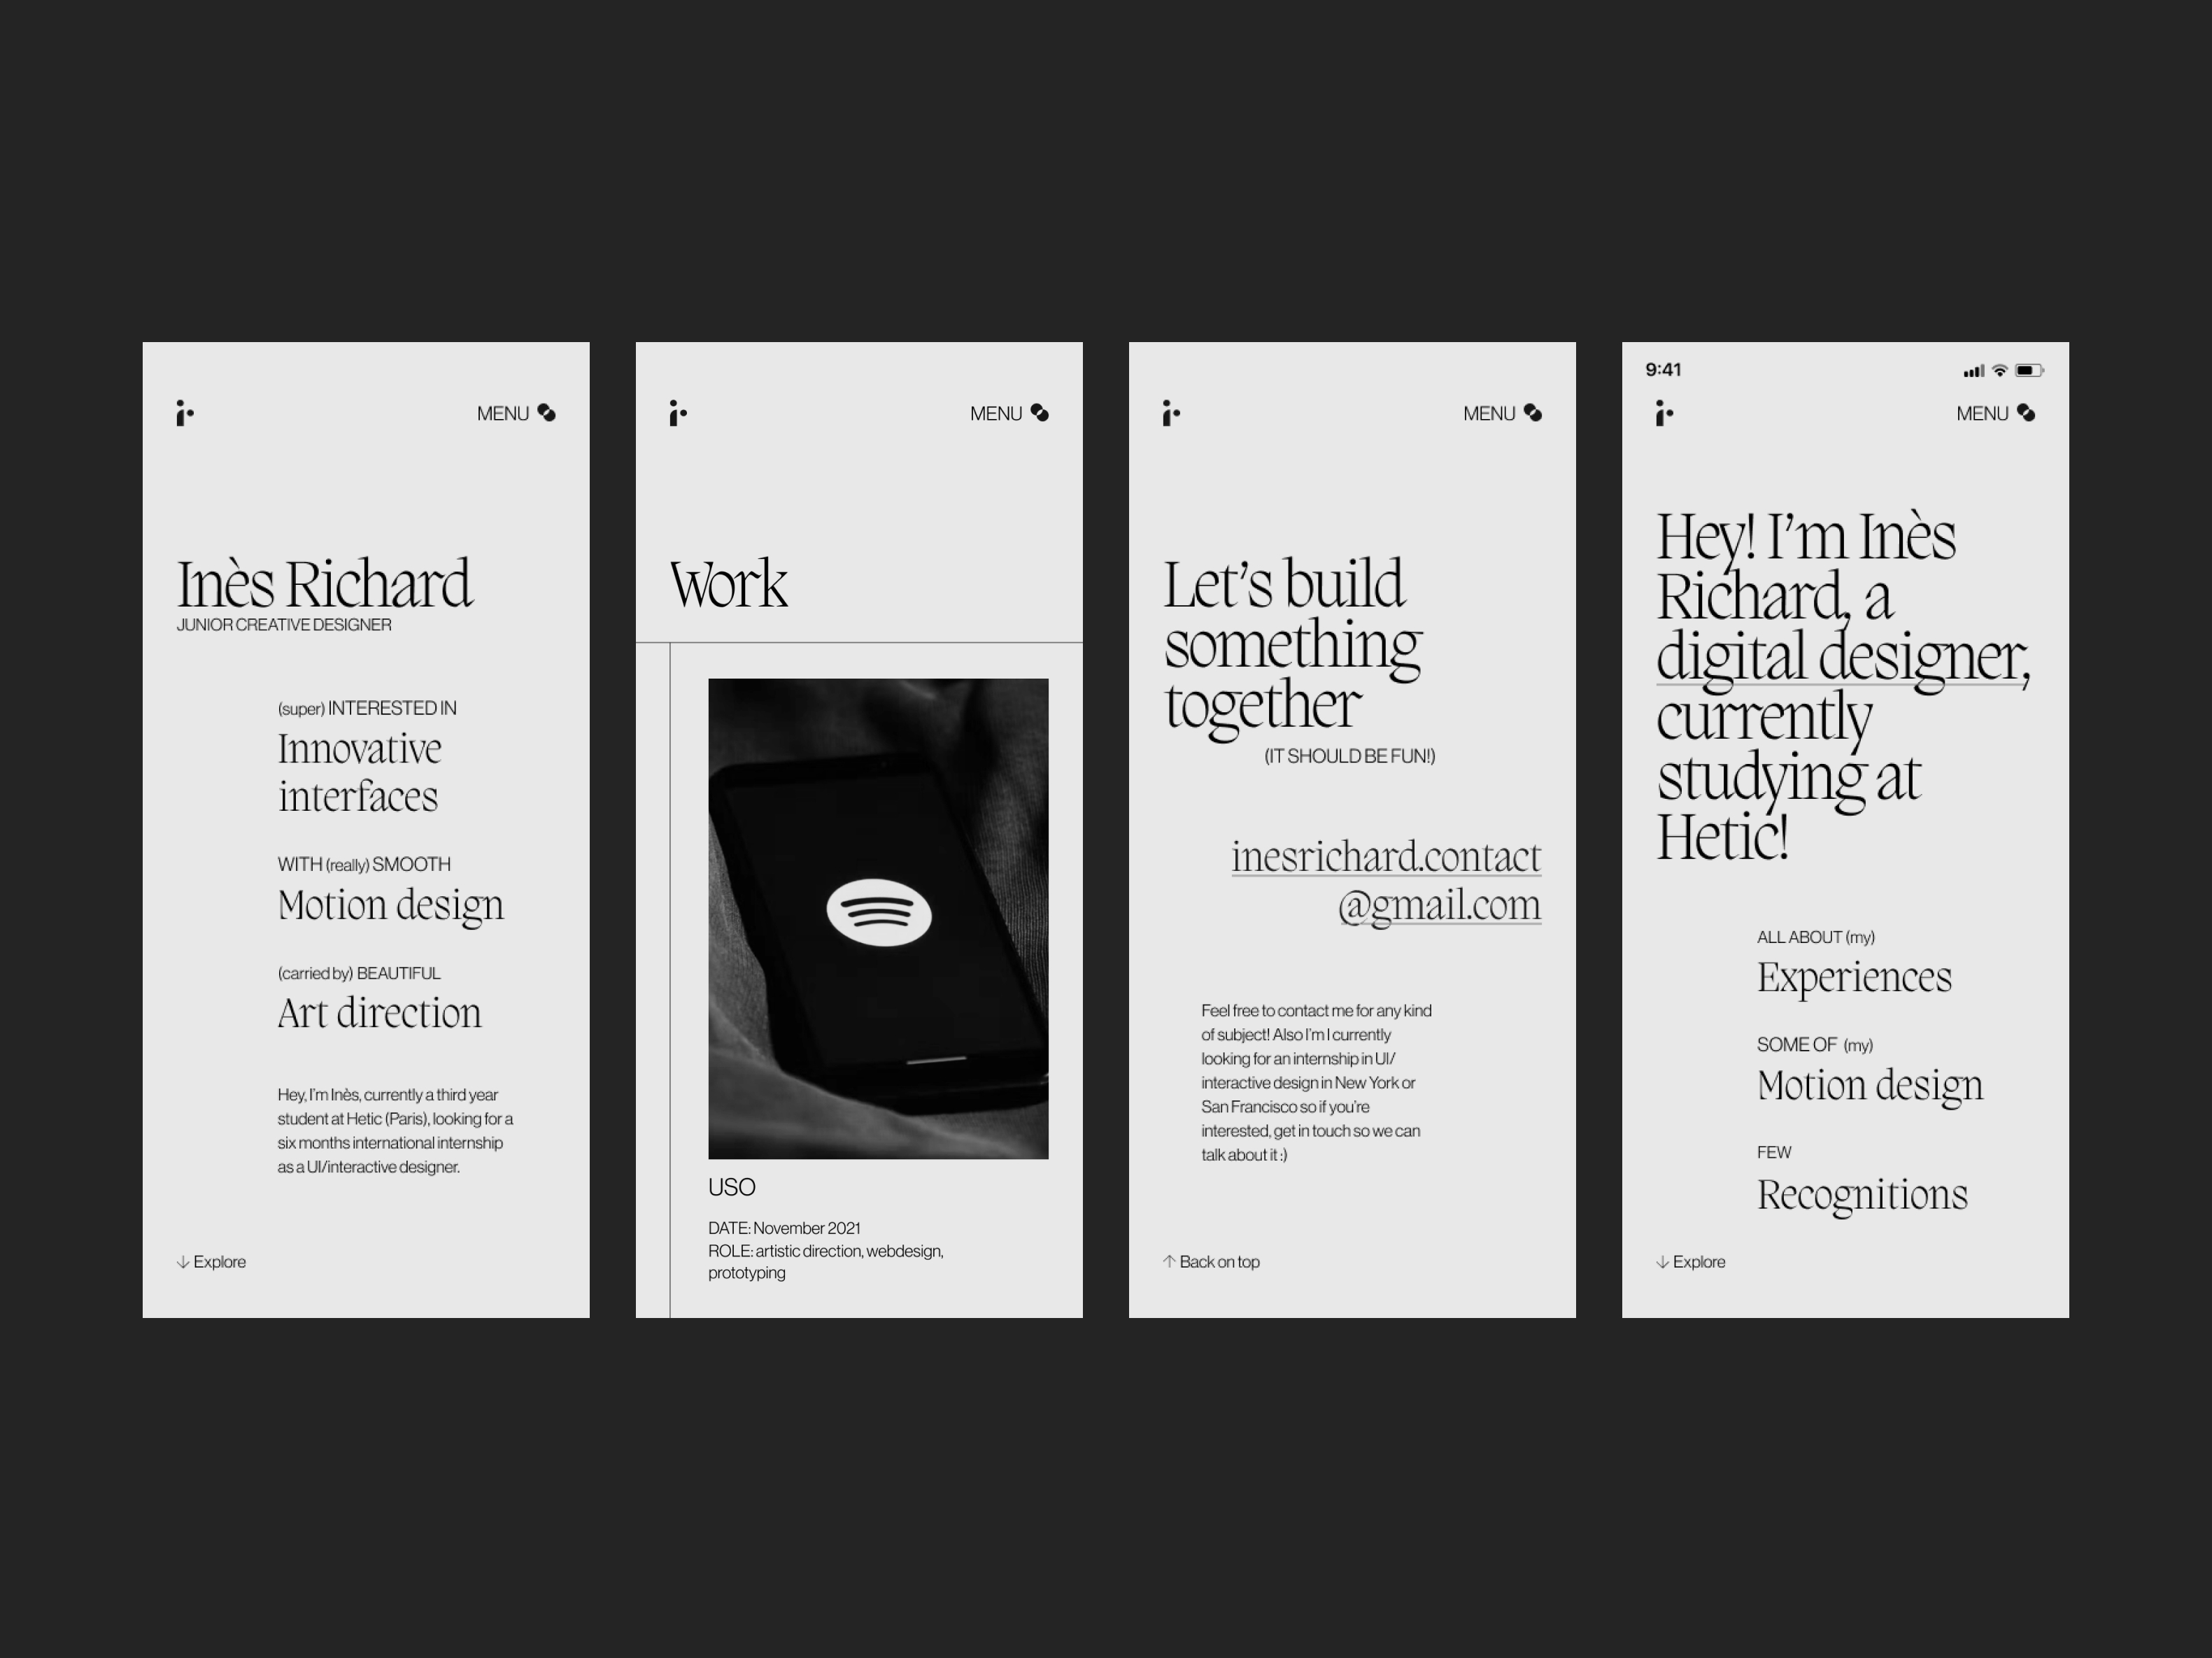 MENU
Inès Richard
JUNIOR CREATIVE DESIGNER
(super) INTERESTED IN
Innovative
interfaces
WITH (really) SMOOTH
Motion design
(carried by) BEAUTIFUL
Art direction
Hey, I'm Inès, currently a third year
student at Hetic (Paris), looking for a
six months international internship
as a UI/interactive designer.
↓ Explore
MENU
Work
USO
DATE: November 2021
ROLE: artistic direction, webdesign,
prototyping
MENU
Let's build
something
together
(IT SHOULD BE FUN!)
inesrichard.contact
@gmail.com
Feel free to contact me for any kind
of subject! Also I'm I currently
looking for an internship in UI/
interactive design in New York or
San Francisco so if you're
interested, get in touch so we can
talk about it :)
↑ Back on top
9:41
MENU
Hey! I'm Inès
Richard, a
digital designer,
currently
studying at
Hetic!
ALL ABOUT (my)
Experiences
SOME OF (my)
Motion design
FEW
Recognitions
↓ Explore